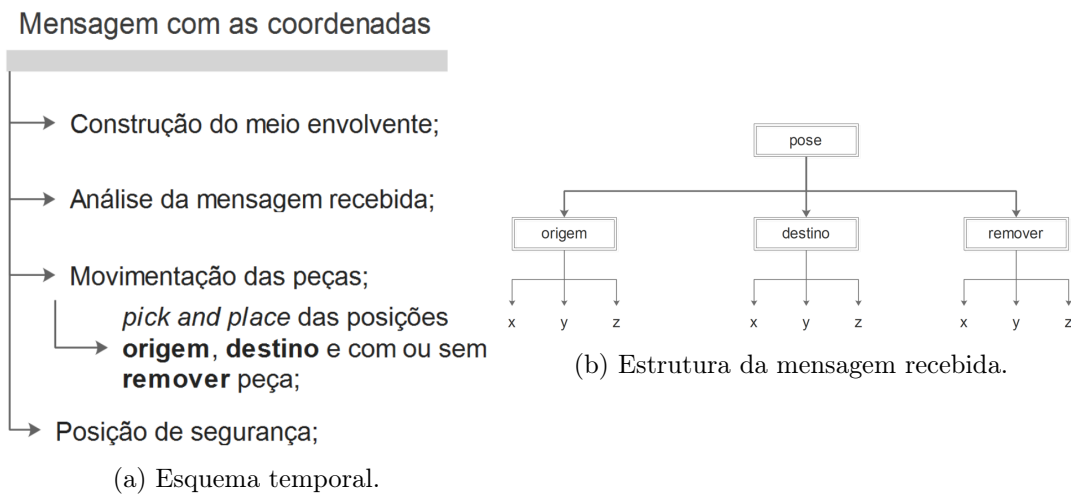 Mensagem com as coordenadas
Construção do meio envolvente;
Análise da mensagem recebida;
Movimentação das peças;
pick and place das posições
origem, destino e com ou sem
remover peça;
Posição de segurança;
(a) Esquema temporal.
pose
origem
destino
remover
x y z
x y z
x y z
(b) Estrutura da mensagem recebida.